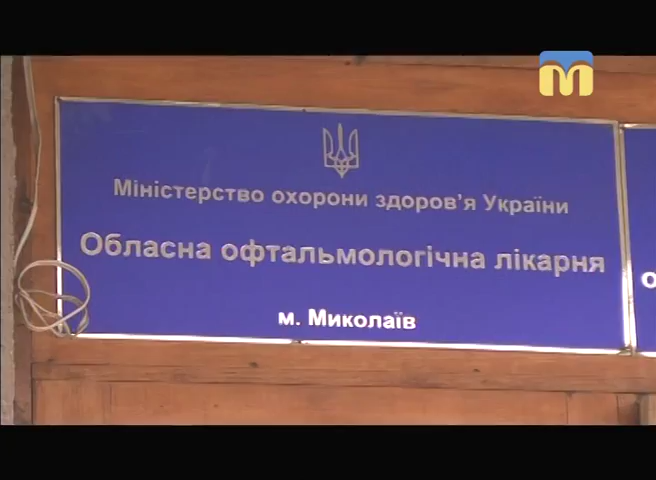 М
Міністерство охорони здоров'я України
Обласна офтальмологічна лікарня
м. Миколаїв
о